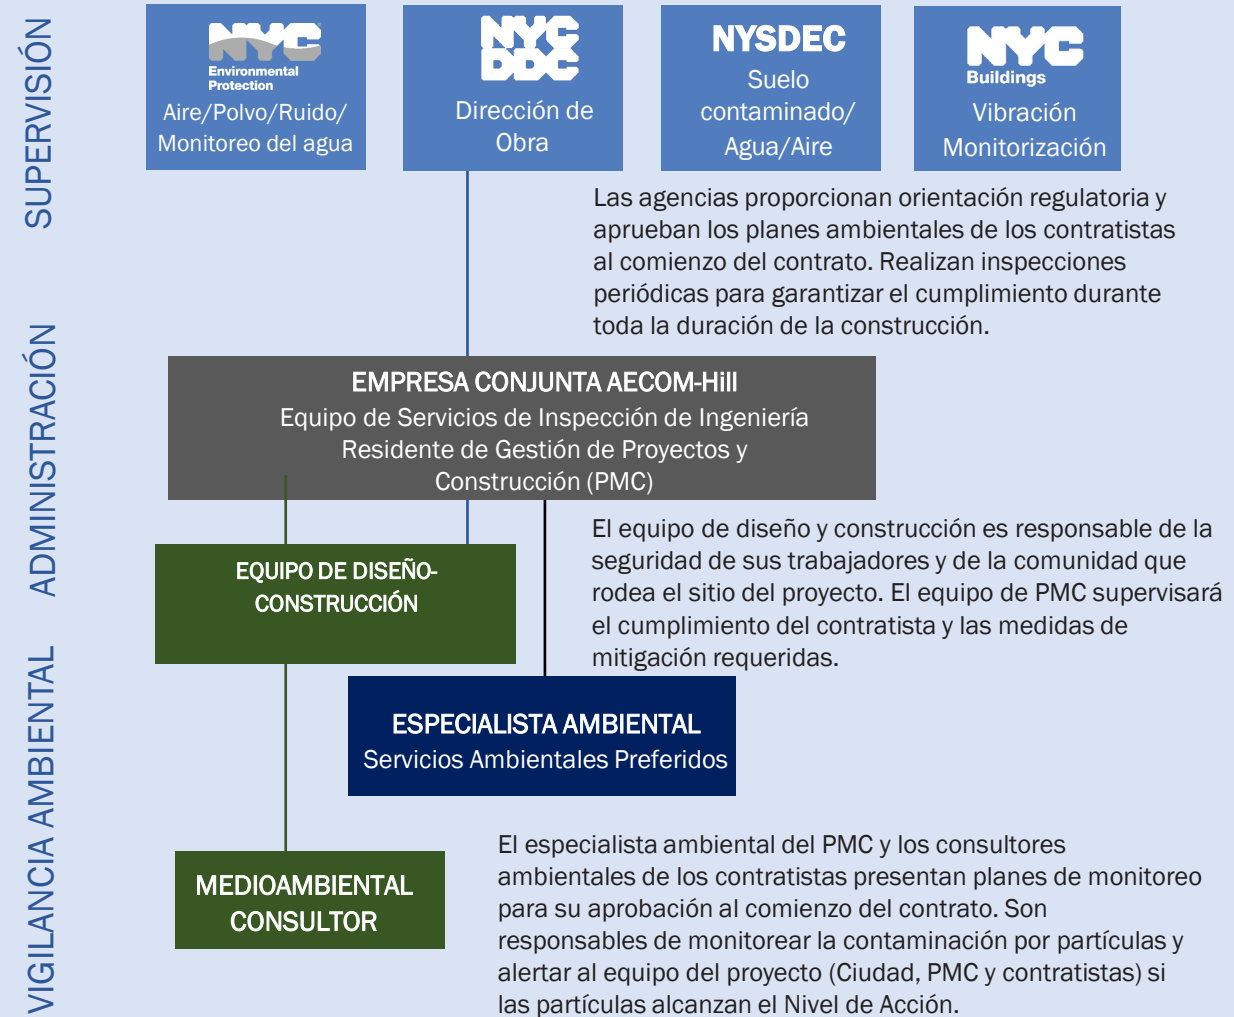 SUPERVISIÓN
NYC
Environmental
Protection
Aire/Polvo/Ruido/
Monitoreo del agua
NYC
DDC
Dirección de
Obra
NYSDEC
Suelo
contaminado/
Agua/Aire
NYC
Buildings
Vibración
Monitorización
Las agencias proporcionan orientación regulatoria y
aprueban los planes ambientales de los contratistas
al comienzo del contrato. Realizan inspecciones
periódicas para garantizar el cumplimiento durante
toda la duración de la construcción.
ADMINISTRACIÓN
EMPRESA CONJUNTA AECOM-Hill
Equipo de Servicios de Inspección de Ingeniería
Residente de Gestión de Proyectos y
Construcción (PMC)
EQUIPO DE DISEÑO-
CONSTRUCCIÓN
El equipo de diseño y construcción es responsable de la
seguridad de sus trabajadores y de la comunidad que
rodea el sitio del proyecto. El equipo de PMC supervisará
el cumplimiento del contratista y las medidas de
mitigación requeridas.
VIGILANCIA AMBIENTAL
ESPECIALISTA AMBIENTAL
Servicios Ambientales Preferidos
MEDIOAMBIENTAL
CONSULTOR
El especialista ambiental del PMC y los consultores
ambientales de los contratistas presentan planes de monitoreo
para su aprobación al comienzo del contrato. Son
responsables de monitorear la contaminación por partículas y
alertar al equipo del proyecto (Ciudad, PMC y contratistas) si
las partículas alcanzan el Nivel de Acción.